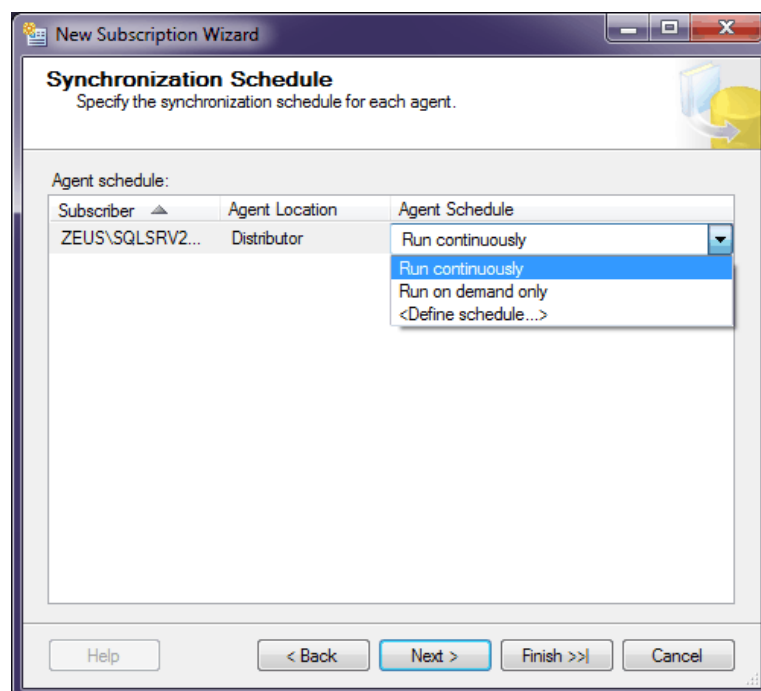 New Subscription Wizard
Synchronization Schedule
Specify the synchronization schedule for each agent.
Agent schedule:
Subscriber Agent Location Agent Schedule
ZEUS\SQLSRV2... Distributor Run continuously
Run continuously
Run on demand only
<Define schedule...>
Help < Back Next > Finish >>| Cancel